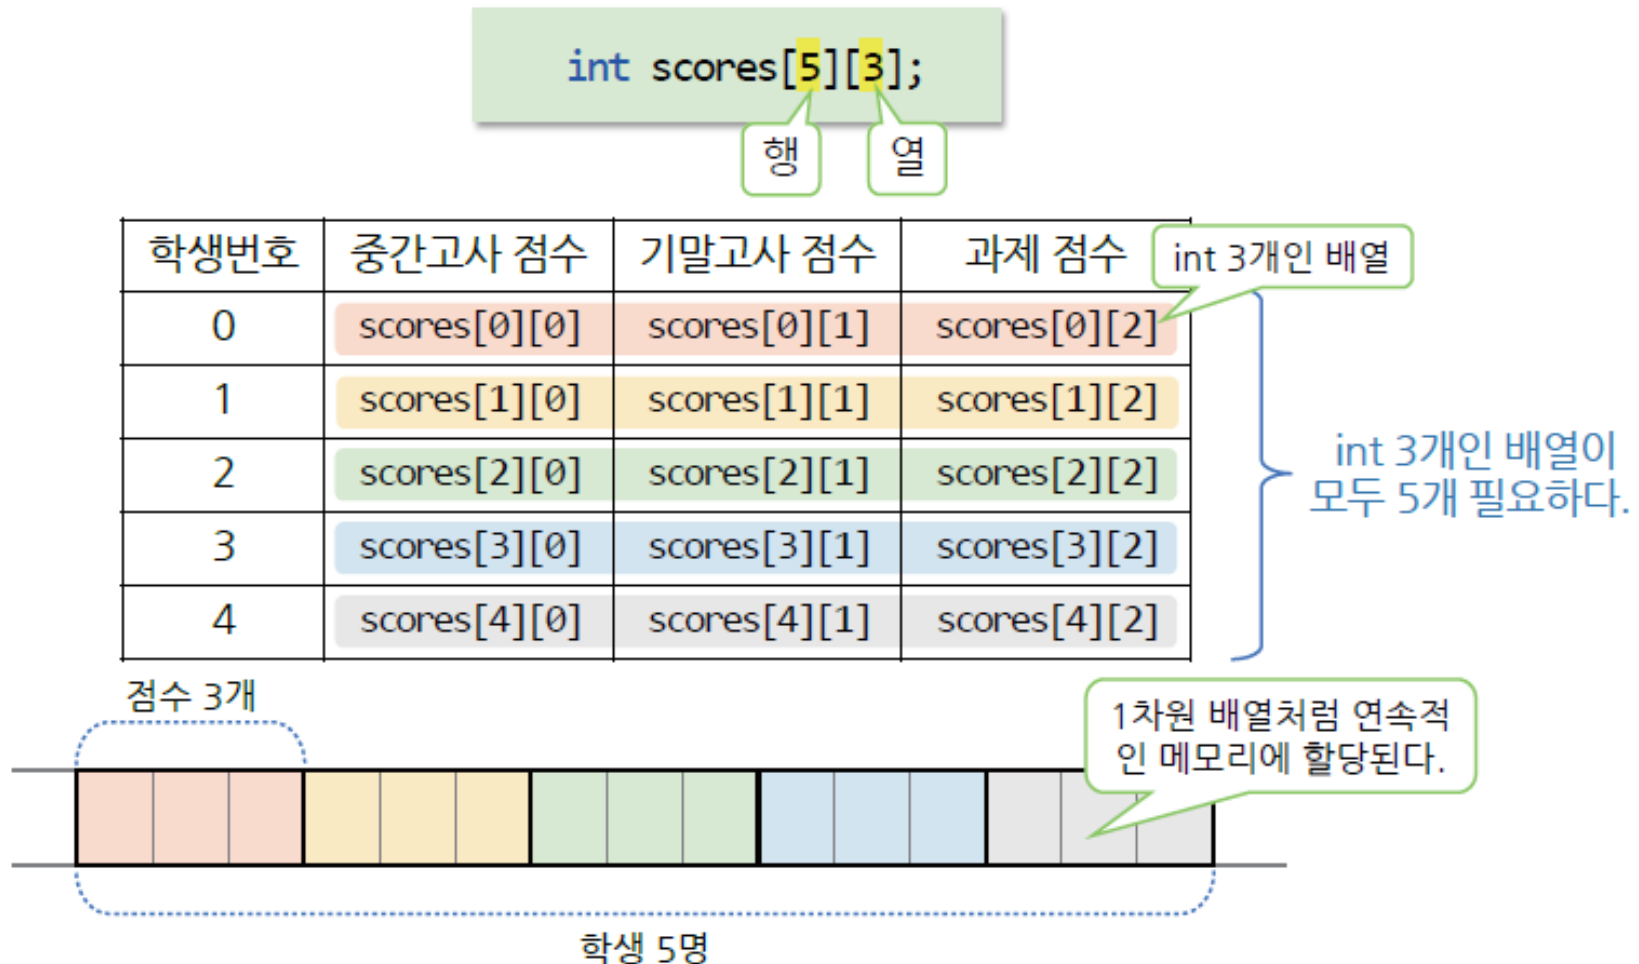 int scores[5][3];
행 열
학생번호 중간고사 점수 기말고사 점수 과제 점수
int 3개인 배열
0 scores[0][0] scores[0][1] scores[0][2]
1 scores[1][0] scores[1][1] scores[1][2]
2 scores[2][0] scores[2][1] scores[2][2]
3 scores[3][0] scores[3][1] scores[3][2]
4 scores[4][0] scores[4][1] scores[4][2]
int 3개인 배열이
모두 5개 필요하다.
점수 3개
1차원 배열처럼 연속적
인 메모리에 할당된다.
학생 5명